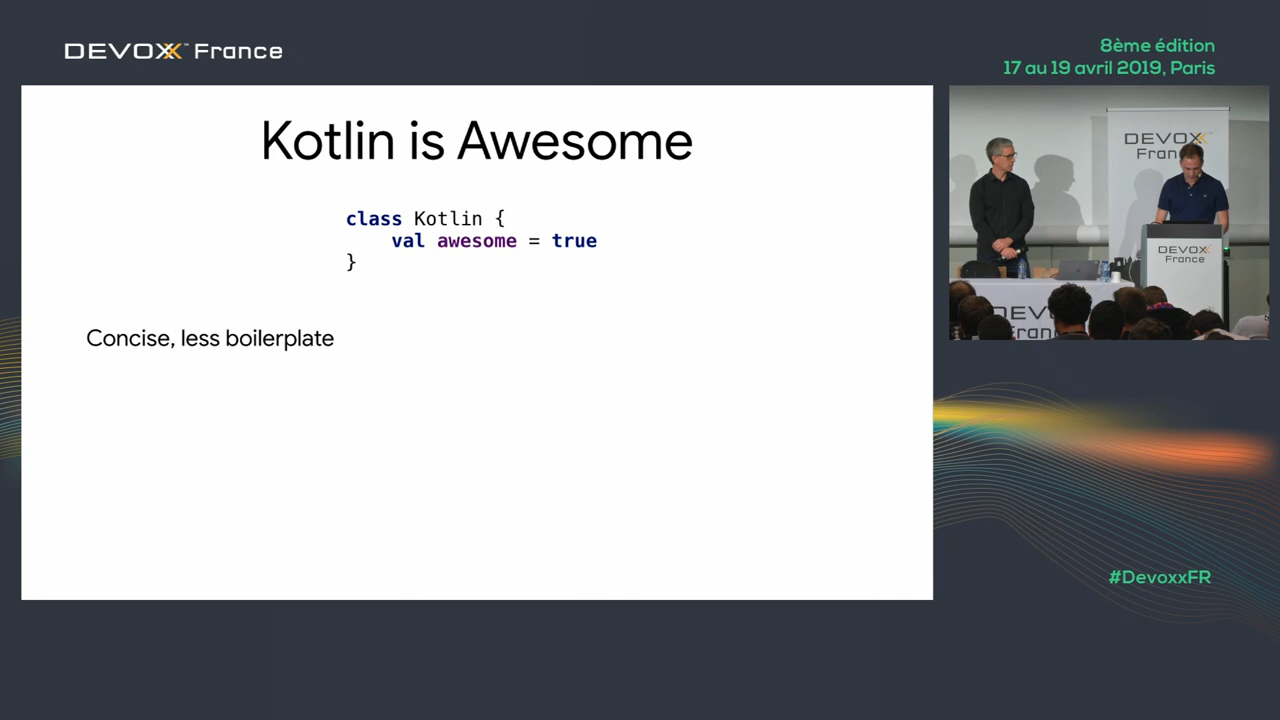 DEVOXX™ France
8ème édition
17 au 19 avril 2019, Paris
Kotlin is Awesome
class Kotlin {
    val awesome = true
}
Concise, less boilerplate
DEVOXX
France
DEVOXX
France
#DevoxxFR